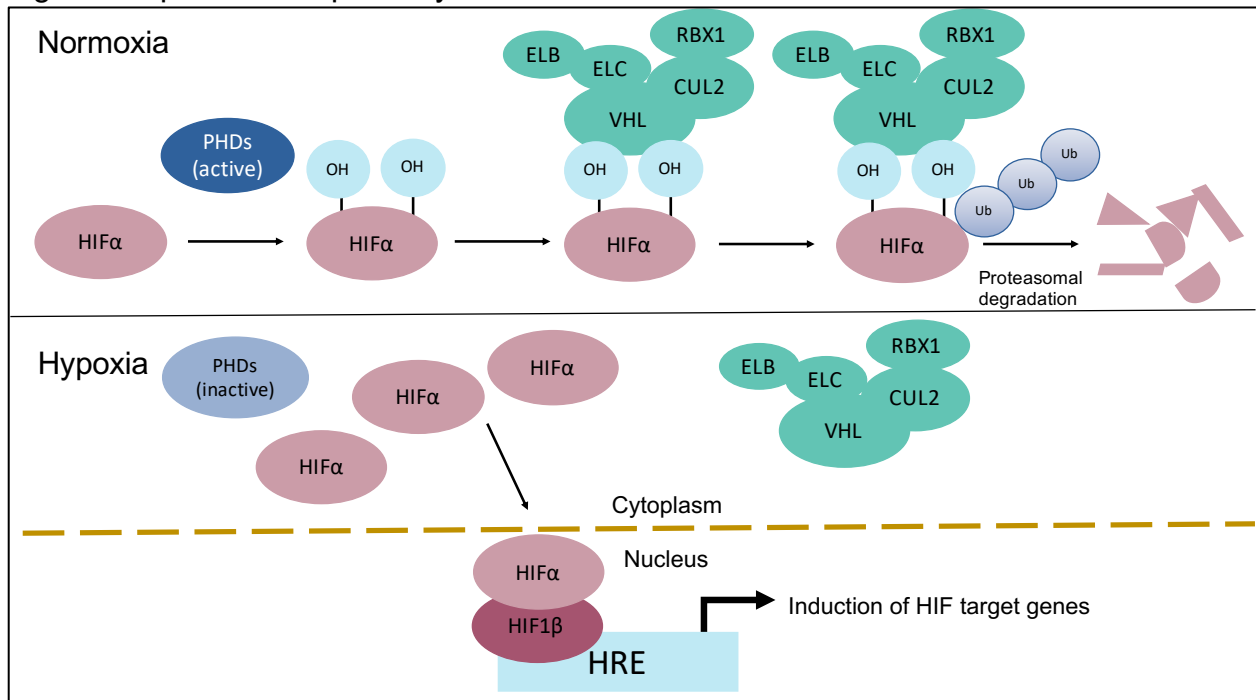 Normoxia
PHDs
(active)
HIFα
OH
OH
HIFα
ELB
ELC
RBX1
CUL2
VHL
OH
OH
HIFα
ELB
ELC
RBX1
CUL2
VHL
OH
OH
HIFα
Ub
Ub
Ub
Proteasomal
degradation
Hypoxia
PHDs
(inactive)
HIFα
HIFα
HIFα
ELB
ELC
RBX1
CUL2
VHL
Cytoplasm
Nucleus
HIFα
HIF1β
HRE
Induction of HIF target genes